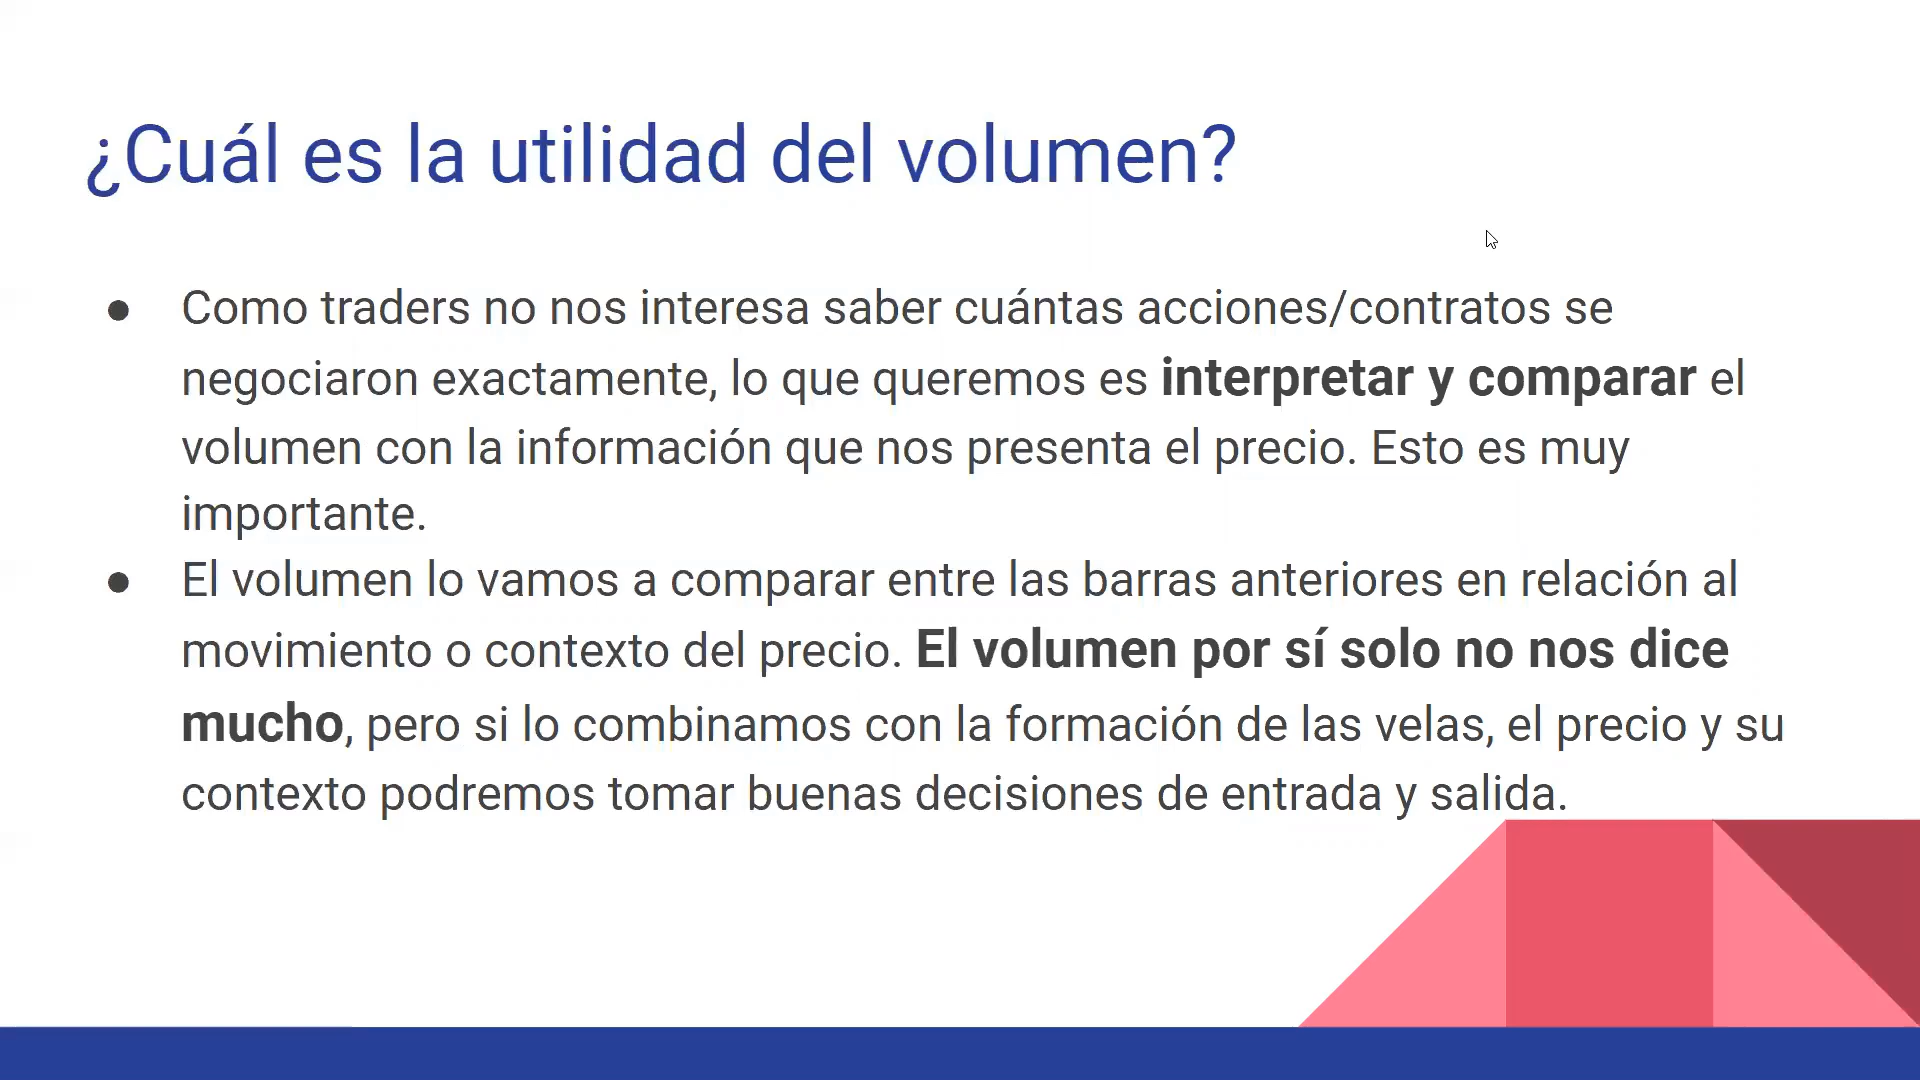 ¿Cuál es la utilidad del volumen?
● Como traders no nos interesa saber cuántas acciones/contratos se
negociaron exactamente, lo que queremos es interpretar y comparar el
volumen con la información que nos presenta el precio. Esto es muy
importante.
● El volumen lo vamos a comparar entre las barras anteriores en relación al
movimiento o contexto del precio. El volumen por sí solo no nos dice
mucho, pero si lo combinamos con la formación de las velas, el precio y su
contexto podremos tomar buenas decisiones de entrada y salida.